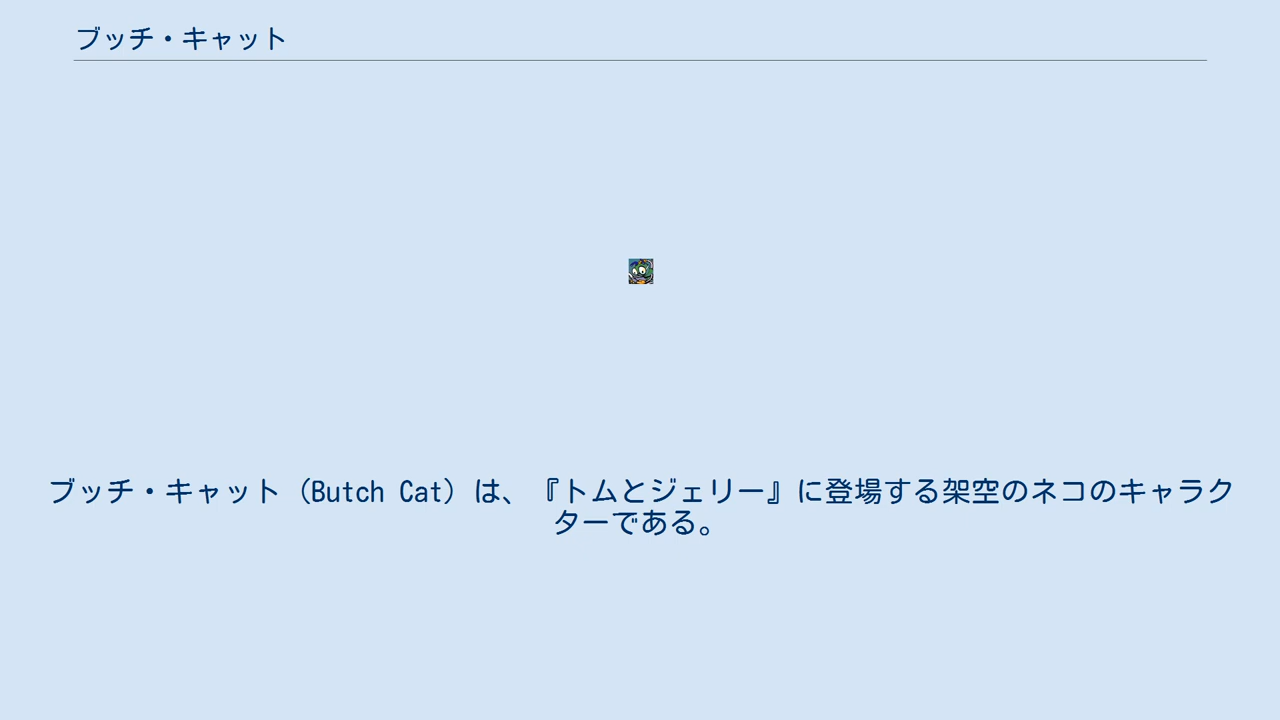 ブッチ・キャット
ブッチ・キャット（Butch Cat）は、『トムとジェリー』に登場する架空のネコのキャラク
ターである。